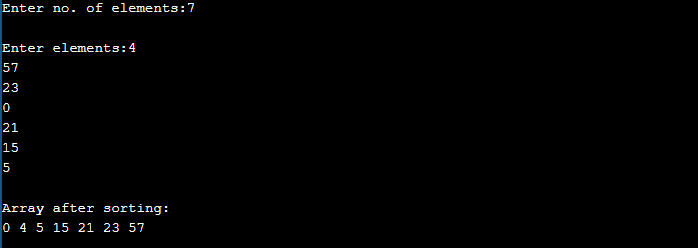 Enter no. of elements:7
Enter elements:4
57
23
0
21
15
5
Array after sorting:
0 4 5 15 21 23 57